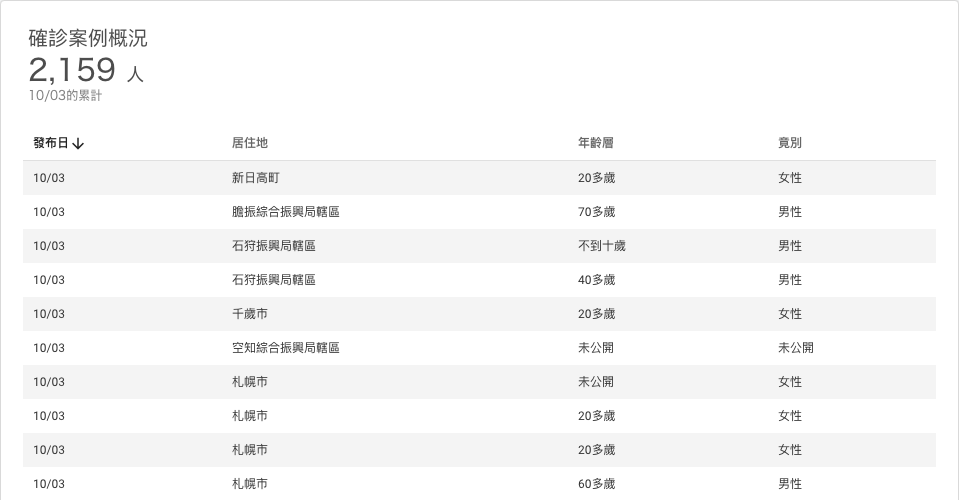 確診案例概況
2,159 人
10/03的累計
發布日↓ 居住地 年齡層 竟別
10/03 新日高町 20多歲 女性
10/03 膽振綜合振興局轄區 70多歲 男性
10/03 石狩振興局轄區 不到十歲 男性
10/03 石狩振興局轄區 40多歲 男性
10/03 千歲市 20多歲 女性
10/03 空知綜合振興局轄區 未公開 未公開
10/03 札幌市 未公開 女性
10/03 札幌市 20多歲 女性
10/03 札幌市 20多歲 女性
10/03 札幌市 60多歲 男性